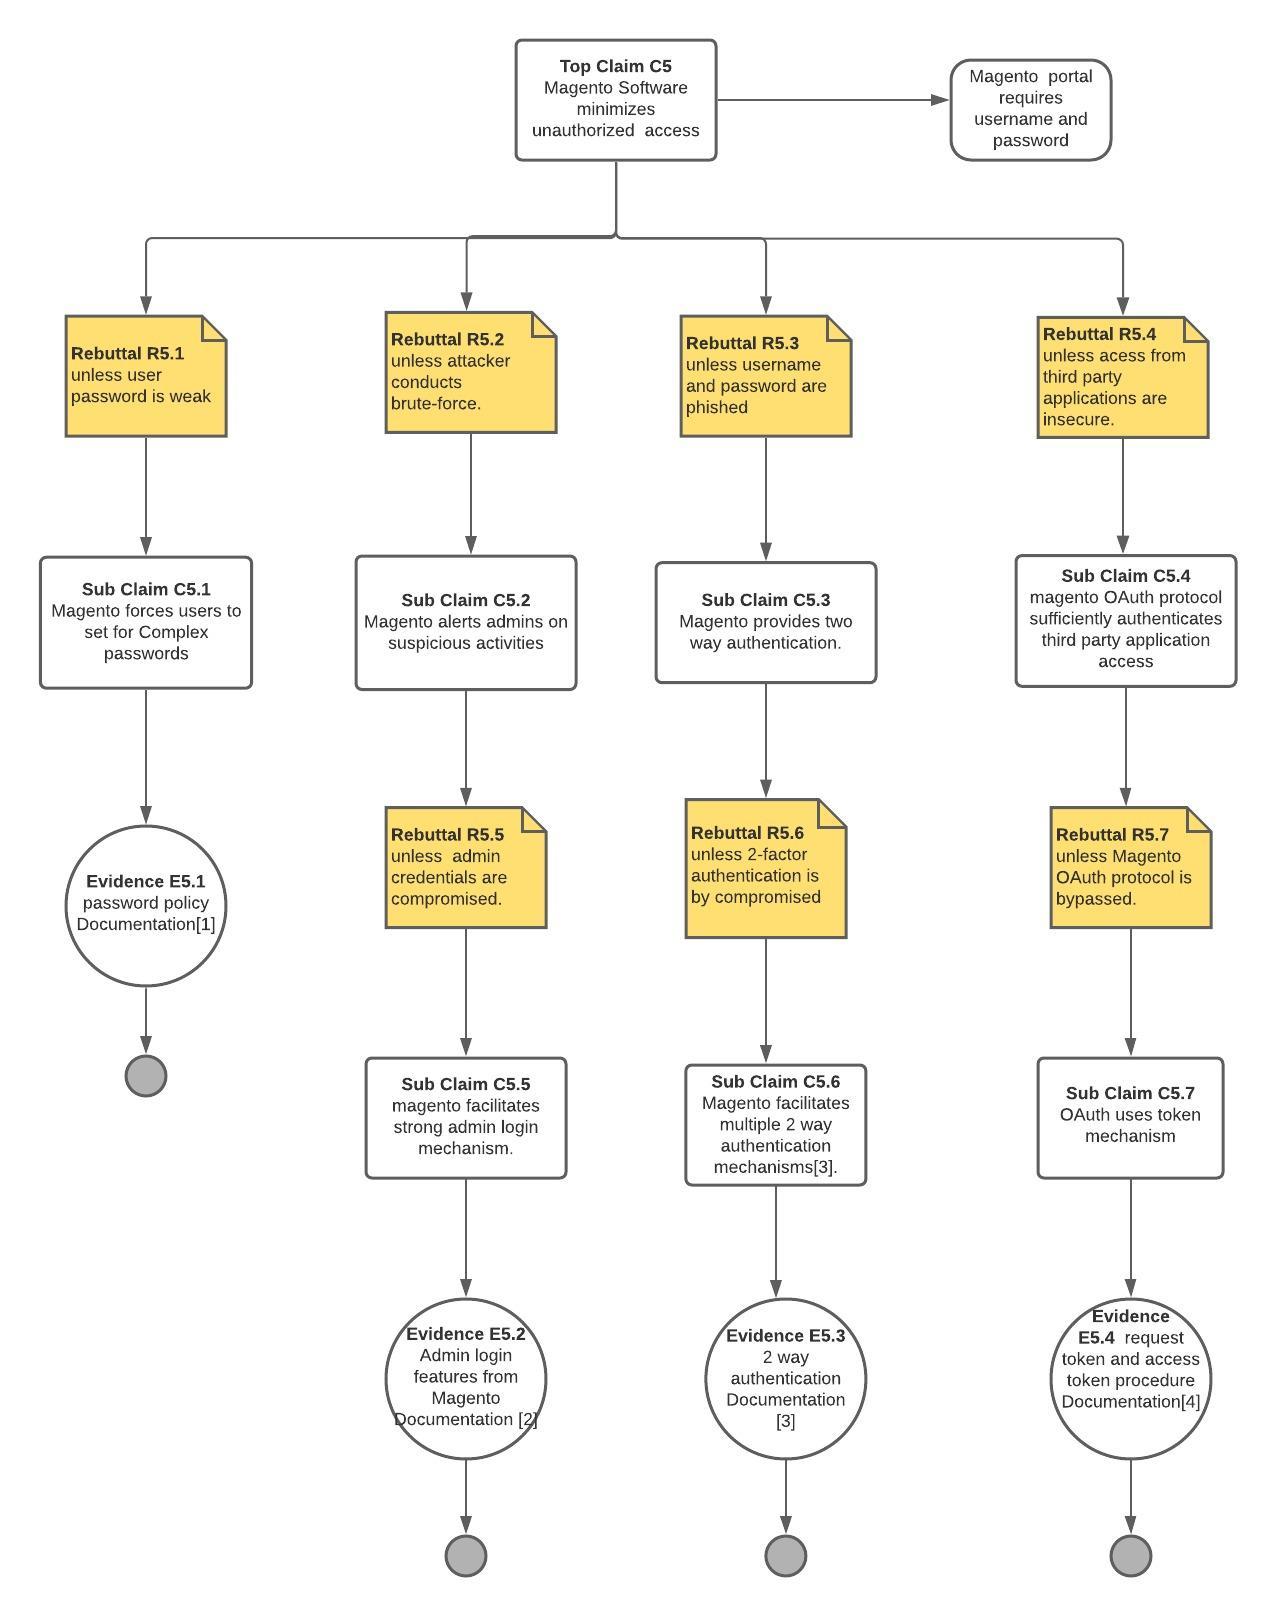 Top Claim C5
Magento Software
minimizes
unauthorized access
Magento portal
requires
username and
password
Rebuttal R5.1
unless user
password is weak
Rebuttal R5.2
unless attacker
conducts
brute-force.
Rebuttal R5.3
unless username
and password are
phished
Rebuttal R5.4
unless acess from
third party
applications are
insecure.
Sub Claim C5.1
Magento forces users to
set for Complex
passwords
Sub Claim C5.2
Magento alerts admins on
suspicious activities
Sub Claim C5.3
Magento provides two
way authentication.
Sub Claim C5.4
magento OAuth protocol
sufficiently authenticates
third party application
access
Evidence E5.1
password policy
Documentation[1]
Rebuttal R5.5
unless admin
credentials are
compromised.
Rebuttal R5.6
unless 2-factor
authentication is
by compromised
Rebuttal R5.7
unless Magento
OAuth protocol is
bypassed.
Sub Claim C5.5
magento facilitates
strong admin login
mechanism.
Sub Claim C5.6
Magento facilitates
multiple 2 way
authentication
mechanisms[3].
Sub Claim C5.7
OAuth uses token
mechanism
Evidence E5.2
Admin login
features from
Magento
Documentation [2]
Evidence E5.3
2 way
authentication
Documentation
[3]
Evidence
E5.4 request
token and access
token procedure
Documentation[4]